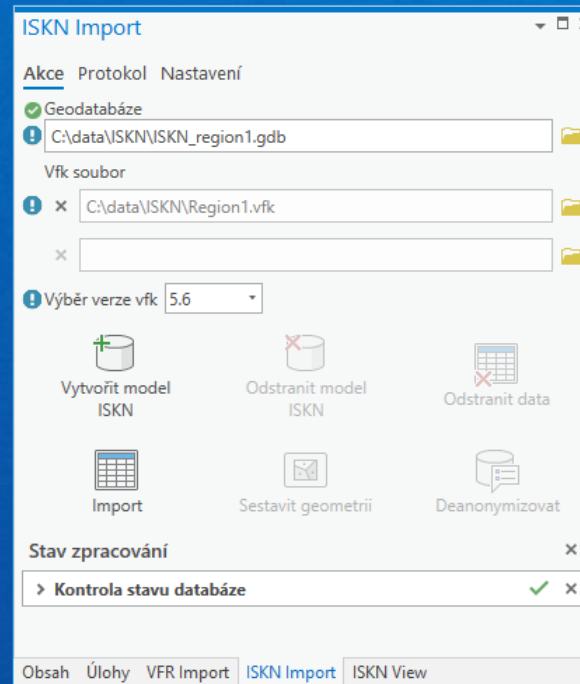 ISKN Import
Akce Protokol Nastavení
Geodatabáze
C:\data\ISKN\ISKN_region1.gdb
Vfk soubor
C:\data\ISKN\Region1.vfk
Výběr verze vfk 5.6
Vytvořit model
ISKN
Odstranit model
ISKN
Odstranit data
Import
Sestavit geometrii
Deanonymizovat
Stav zpracování
Kontrola stavu databáze
Obsah Úlohy VFR Import ISKN Import ISKN View